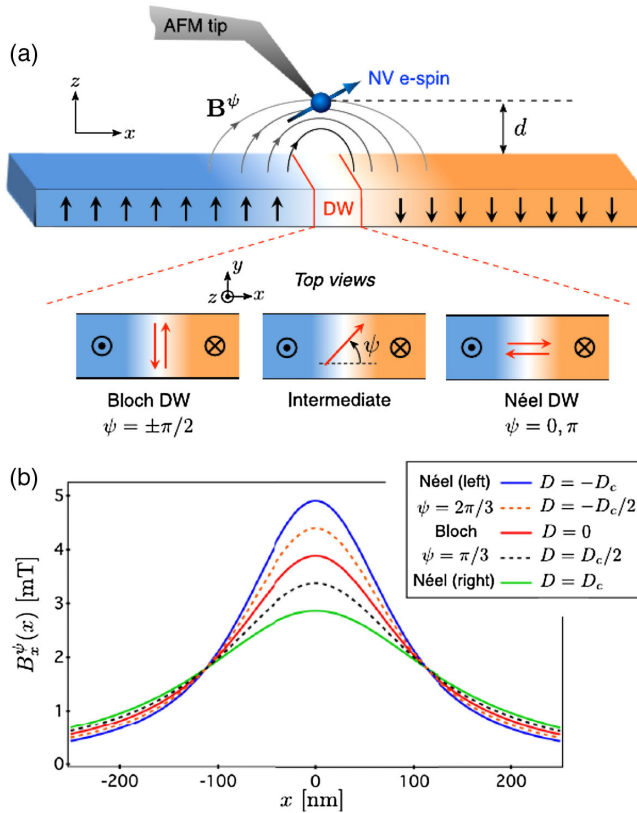 AFM tip
(a)
NV e-spin
B^ψ
z
x
d
DW
y
z
x
Top views
ψ
Bloch DW
ψ = ±π/2
Intermediate
Néel DW
ψ = 0, π
(b)
Néel (left) D = −D_c
ψ = 2π/3 D = −D_c/2
Bloch D = 0
ψ = π/3 D = D_c/2
Néel (right) D = D_c
B_x^ψ(x) [mT]
5
4
3
2
1
0
-200 -100 0 100 200
x [nm]